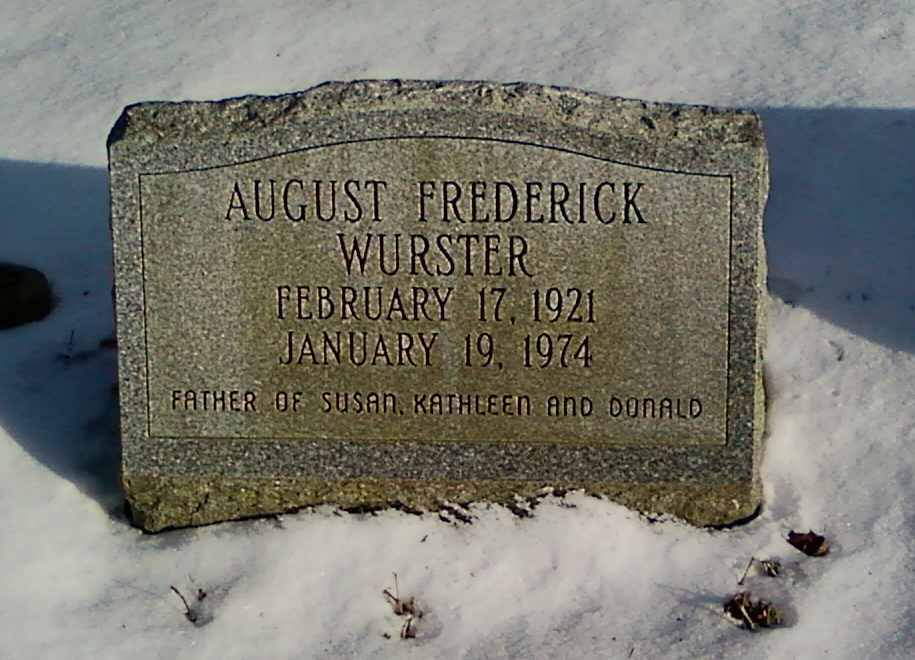 AUGUST FREDERICK
WURSTER
FEBRUARY 17, 1921
JANUARY 19, 1974
FATHER OF SUSAN, KATHLEEN AND DONALD